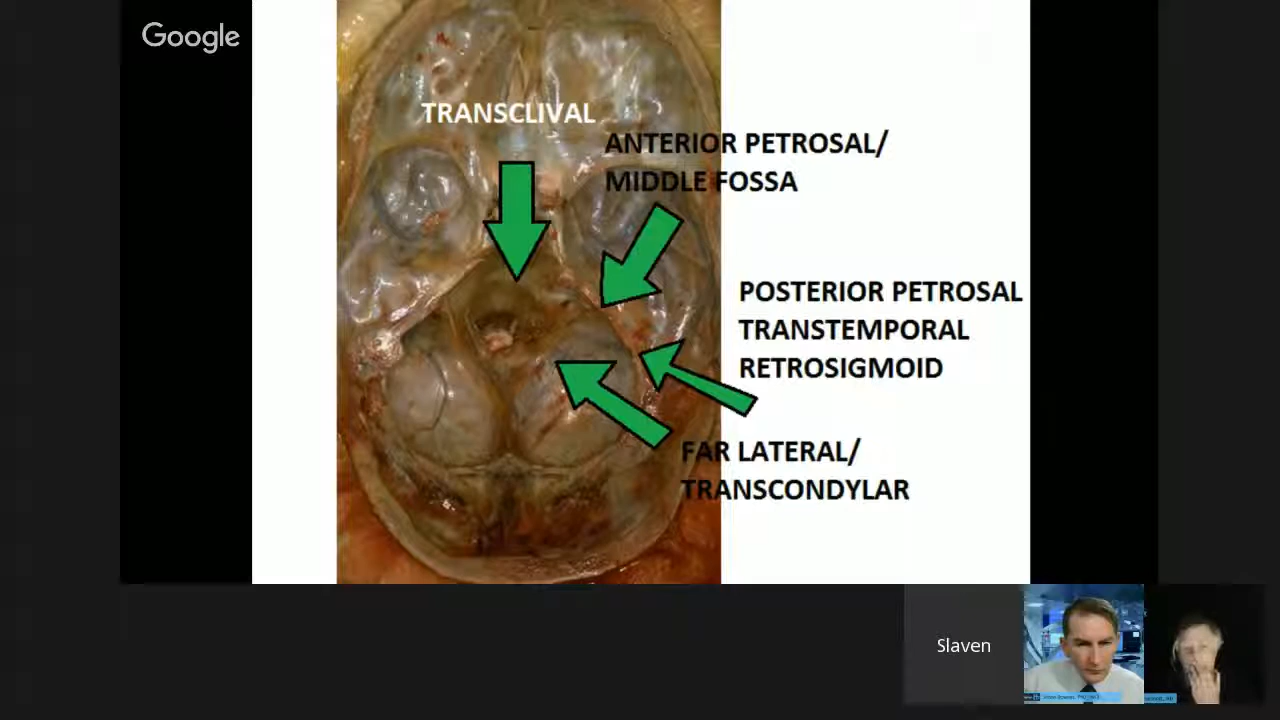 Google
TRANSCLIVAL
ANTERIOR PETROSAL/
MIDDLE FOSSA
POSTERIOR PETROSAL
TRANSTEMPORAL
RETROSIGMOID
FAR LATERAL/
TRANSCONDYLAR
Slaven